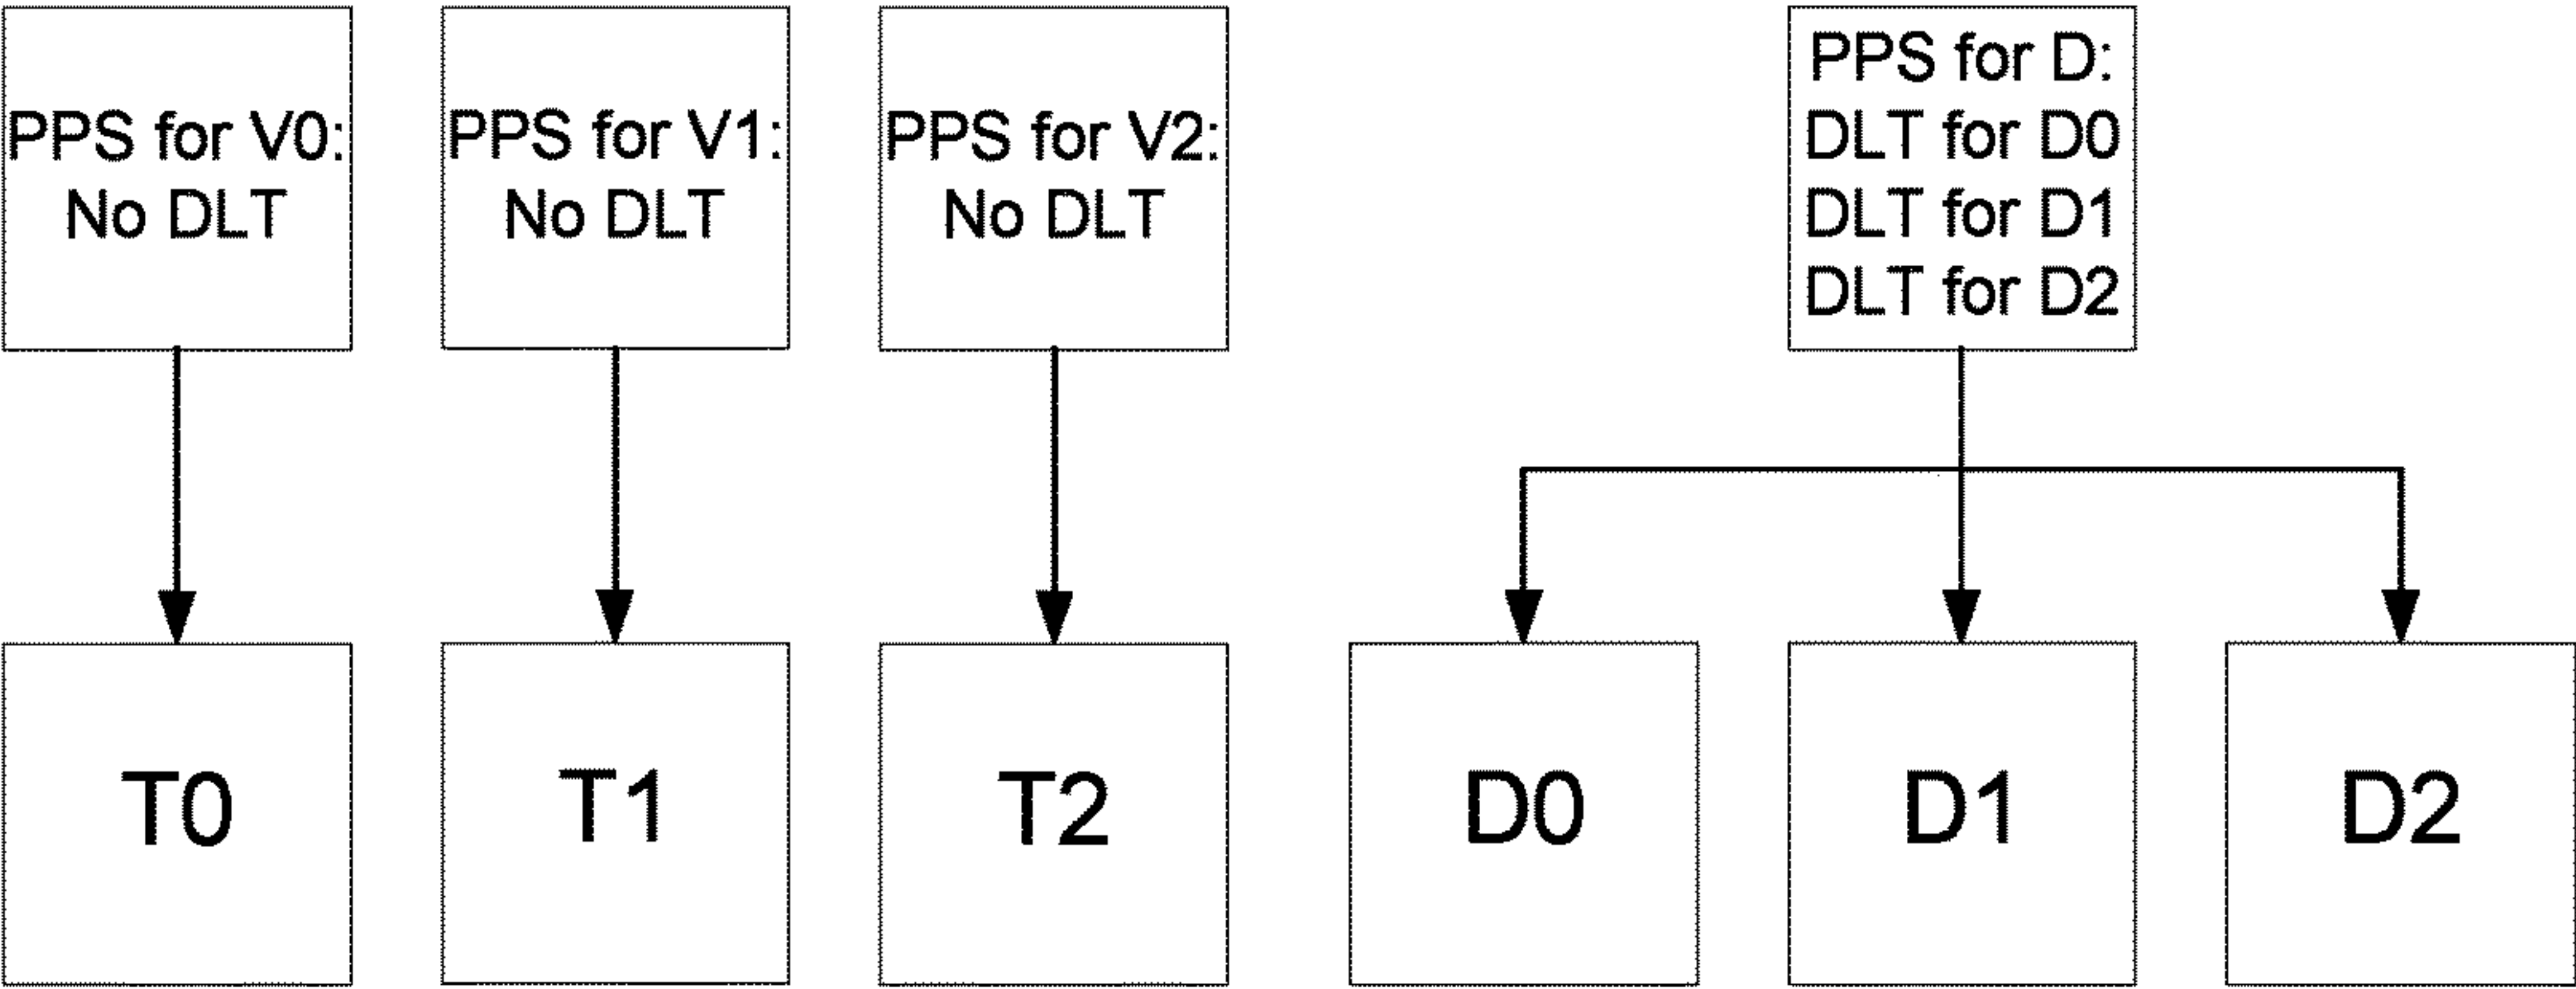 PPS for V0:
No DLT
PPS for V1:
No DLT
PPS for V2:
No DLT
PPS for D:
DLT for D0
DLT for D1
DLT for D2
T0
T1
T2
D0
D1
D2